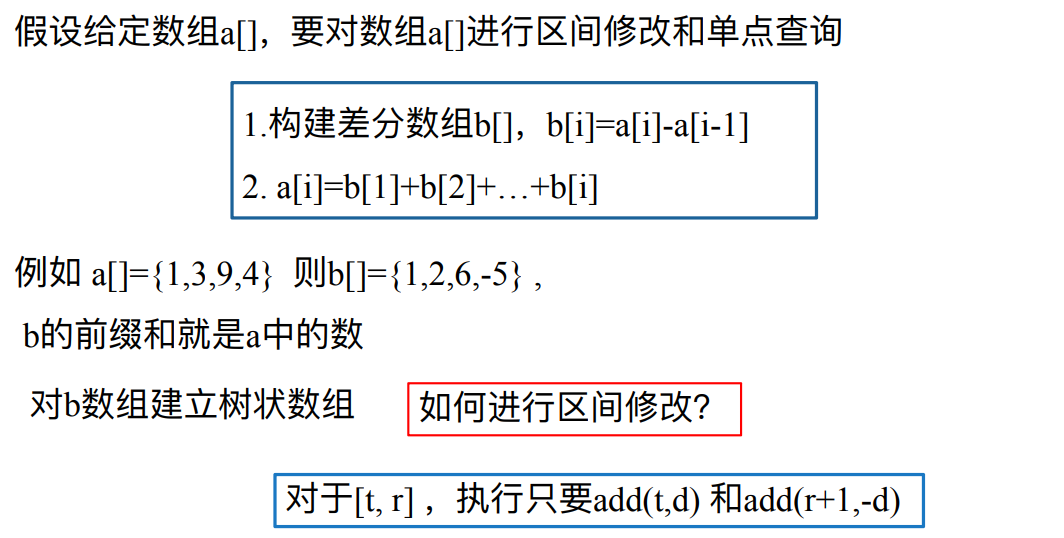 假设给定数组a[]，要对数组a[]进行区间修改和单点查询
1.构建差分数组b[]，b[i]=a[i]-a[i-1]
2. a[i]=b[1]+b[2]+…+b[i]
例如 a[]={1,3,9,4} 则b[]={1,2,6,-5} ,
b的前缀和就是a中的数
对b数组建立树状数组 如何进行区间修改?
对于[t, r] ，执行只要add(t,d) 和add(r+1,-d)